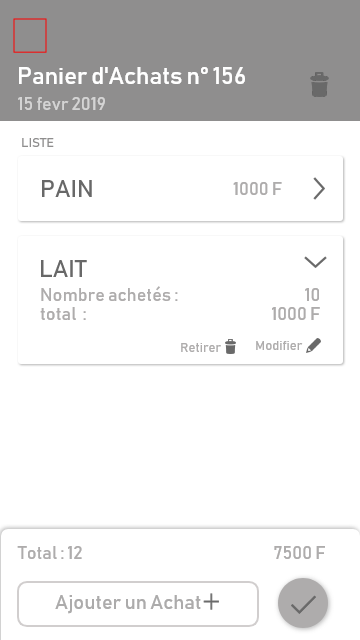 Panier d'Achats n° 156
15 fevr 2019
LISTE
PAIN 1000 F
LAIT
Nombre achetés : 10
total : 1000 F
Retirer Modifier
Total : 12 7500 F
Ajouter un Achat+